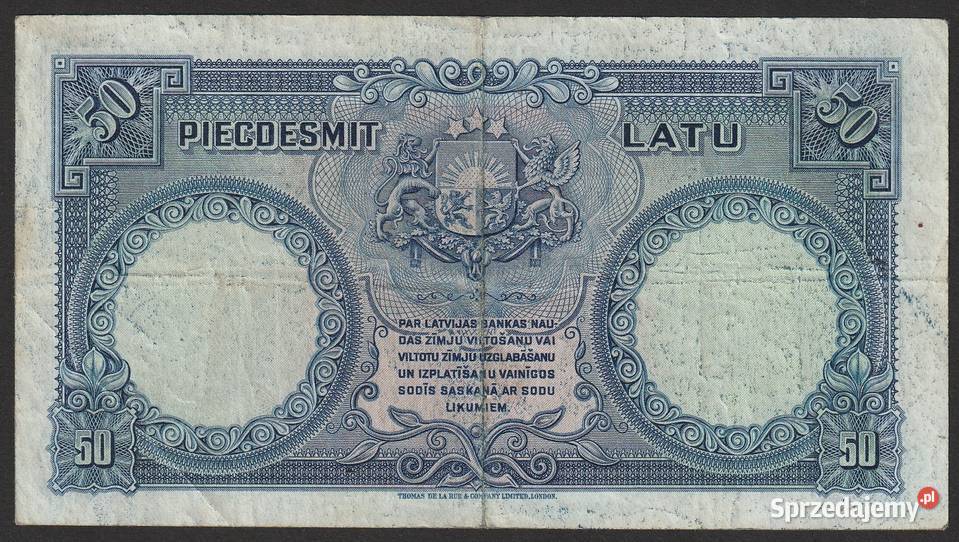 50
50
PIECDESMIT LATU
PAR LATVIJAS BANKAS NAU-
DAS ZĪMJU VILTOŠANU VAI
VILTOTU ZĪMJU UZGLABĀŠANU
UN IZPLATĪŠANU VAINĪGOS
SODĪS SASKAŅĀ AR SODU
LIKUMIEM.
50
50
THOMAS DE LA RUE & COMPANY LIMITED, LONDON.
Sprzedajemy .pl